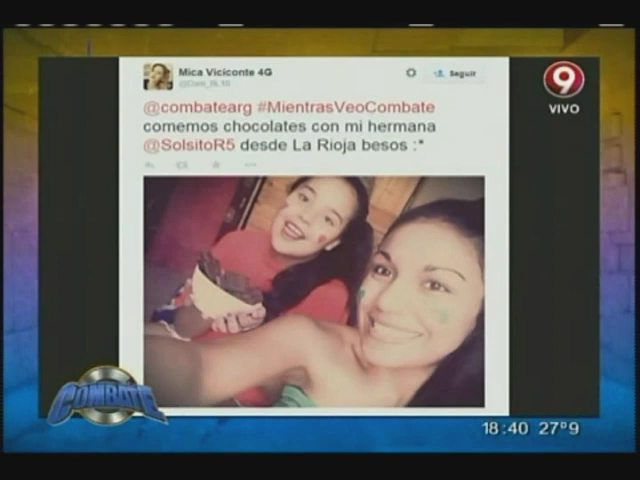 Mica Viciconte 4G
Seguir
@combatearg #MientrasVeoCombate
comemos chocolates con mi hermana
@SolsitoR5 desde La Rioja besos :*
9
VIVO
COMBATE
18:40 27°9